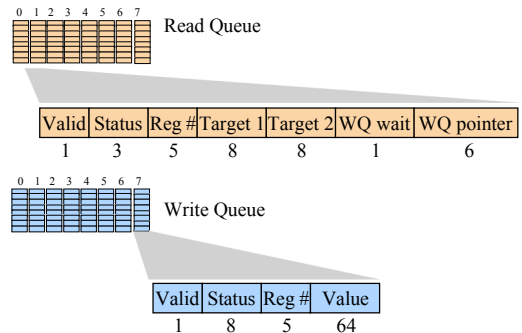 0 1 2 3 4 5 6 7
Read Queue
Valid Status Reg # Target 1 Target 2 WQ wait WQ pointer
1 3 5 8 8 1 6
0 1 2 3 4 5 6 7
Write Queue
Valid Status Reg # Value
1 8 5 64